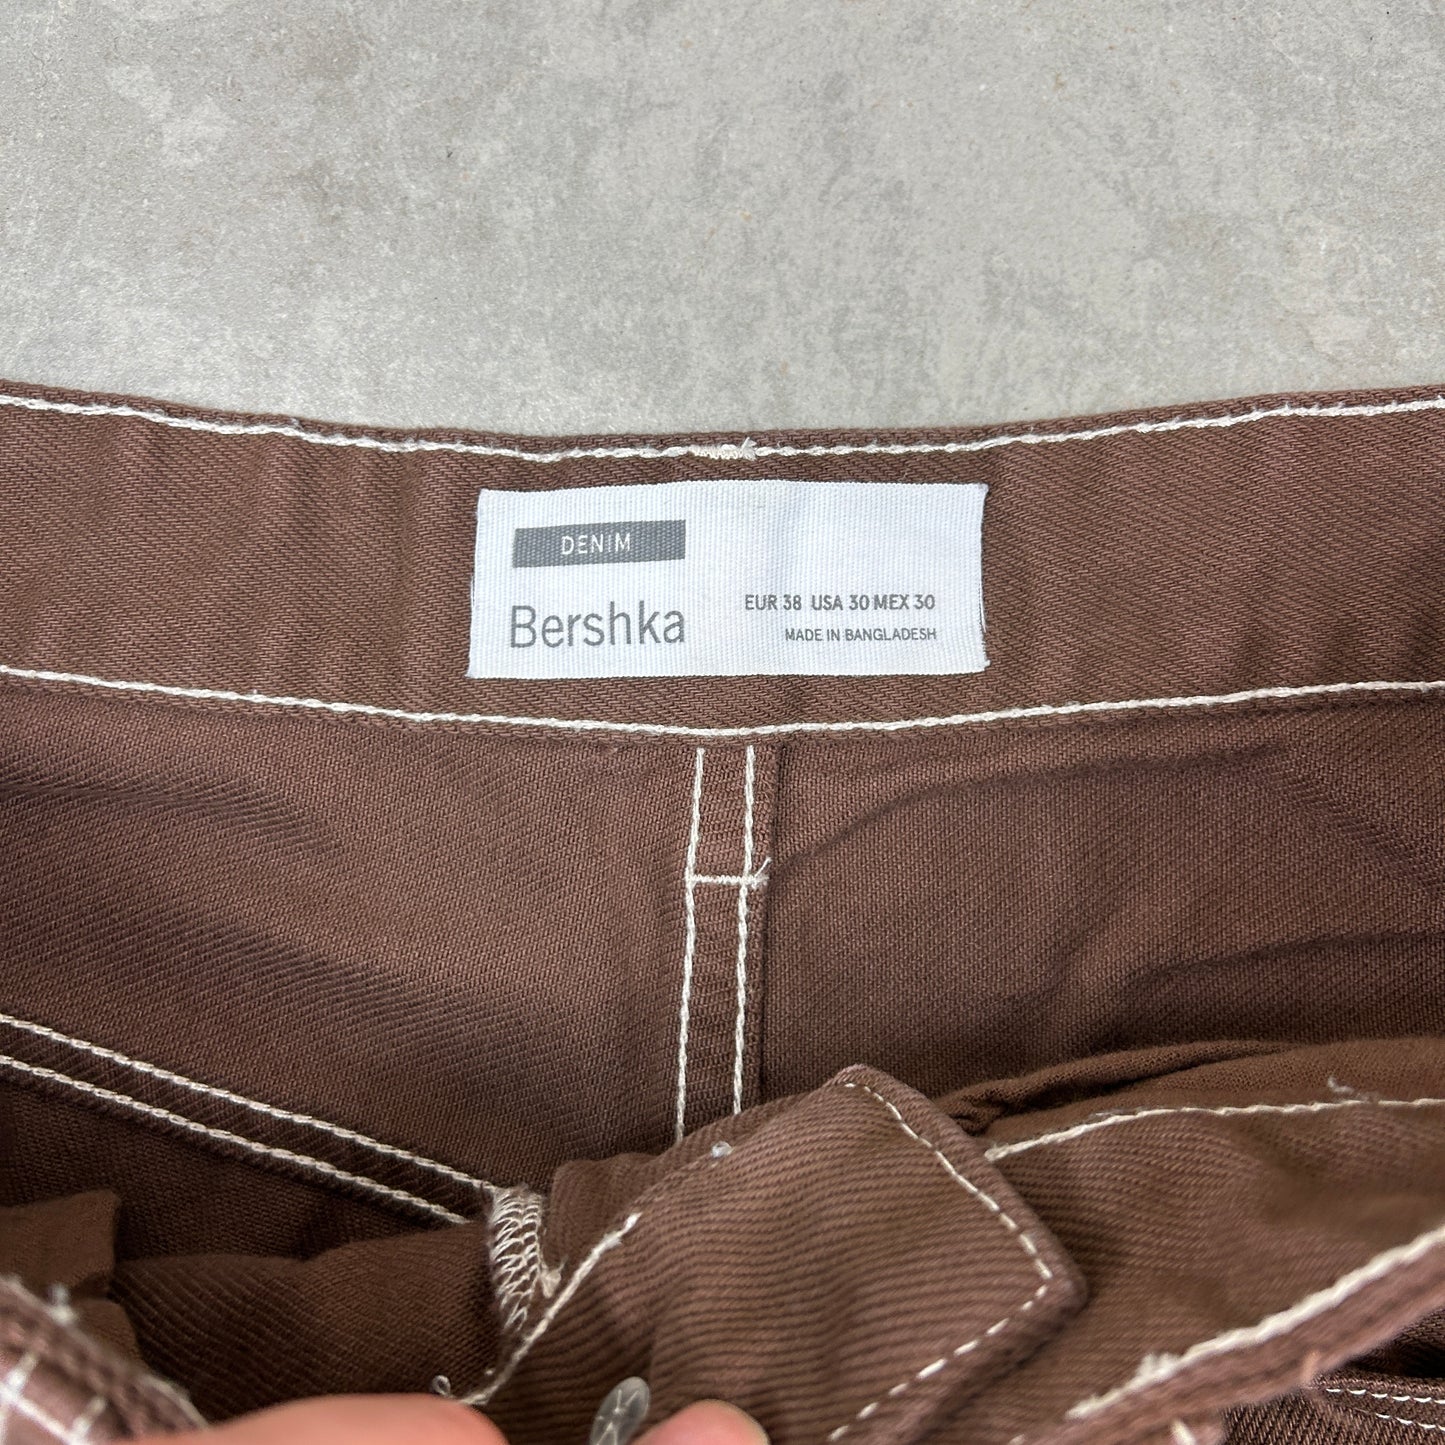 DENIM
Bershka
EUR 38 USA 30 MEX 30
MADE IN BANGLADESH